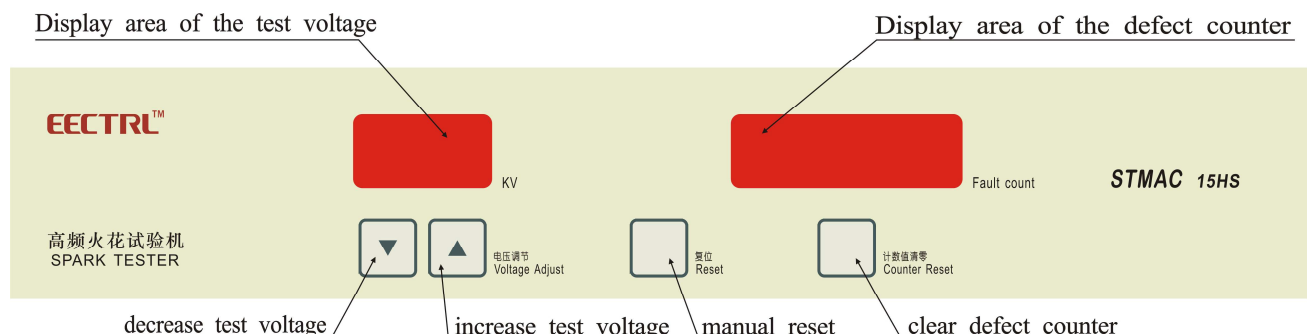 Display area of the test voltage
Display area of the defect counter
EECTRL™
KV
Fault count
STMAC 15HS
高频火花试验机
SPARK TESTER
电压调节
Voltage Adjust
复位
Reset
计数值清零
Counter Reset
decrease test voltage
increase test voltage
manual reset
clear defect counter